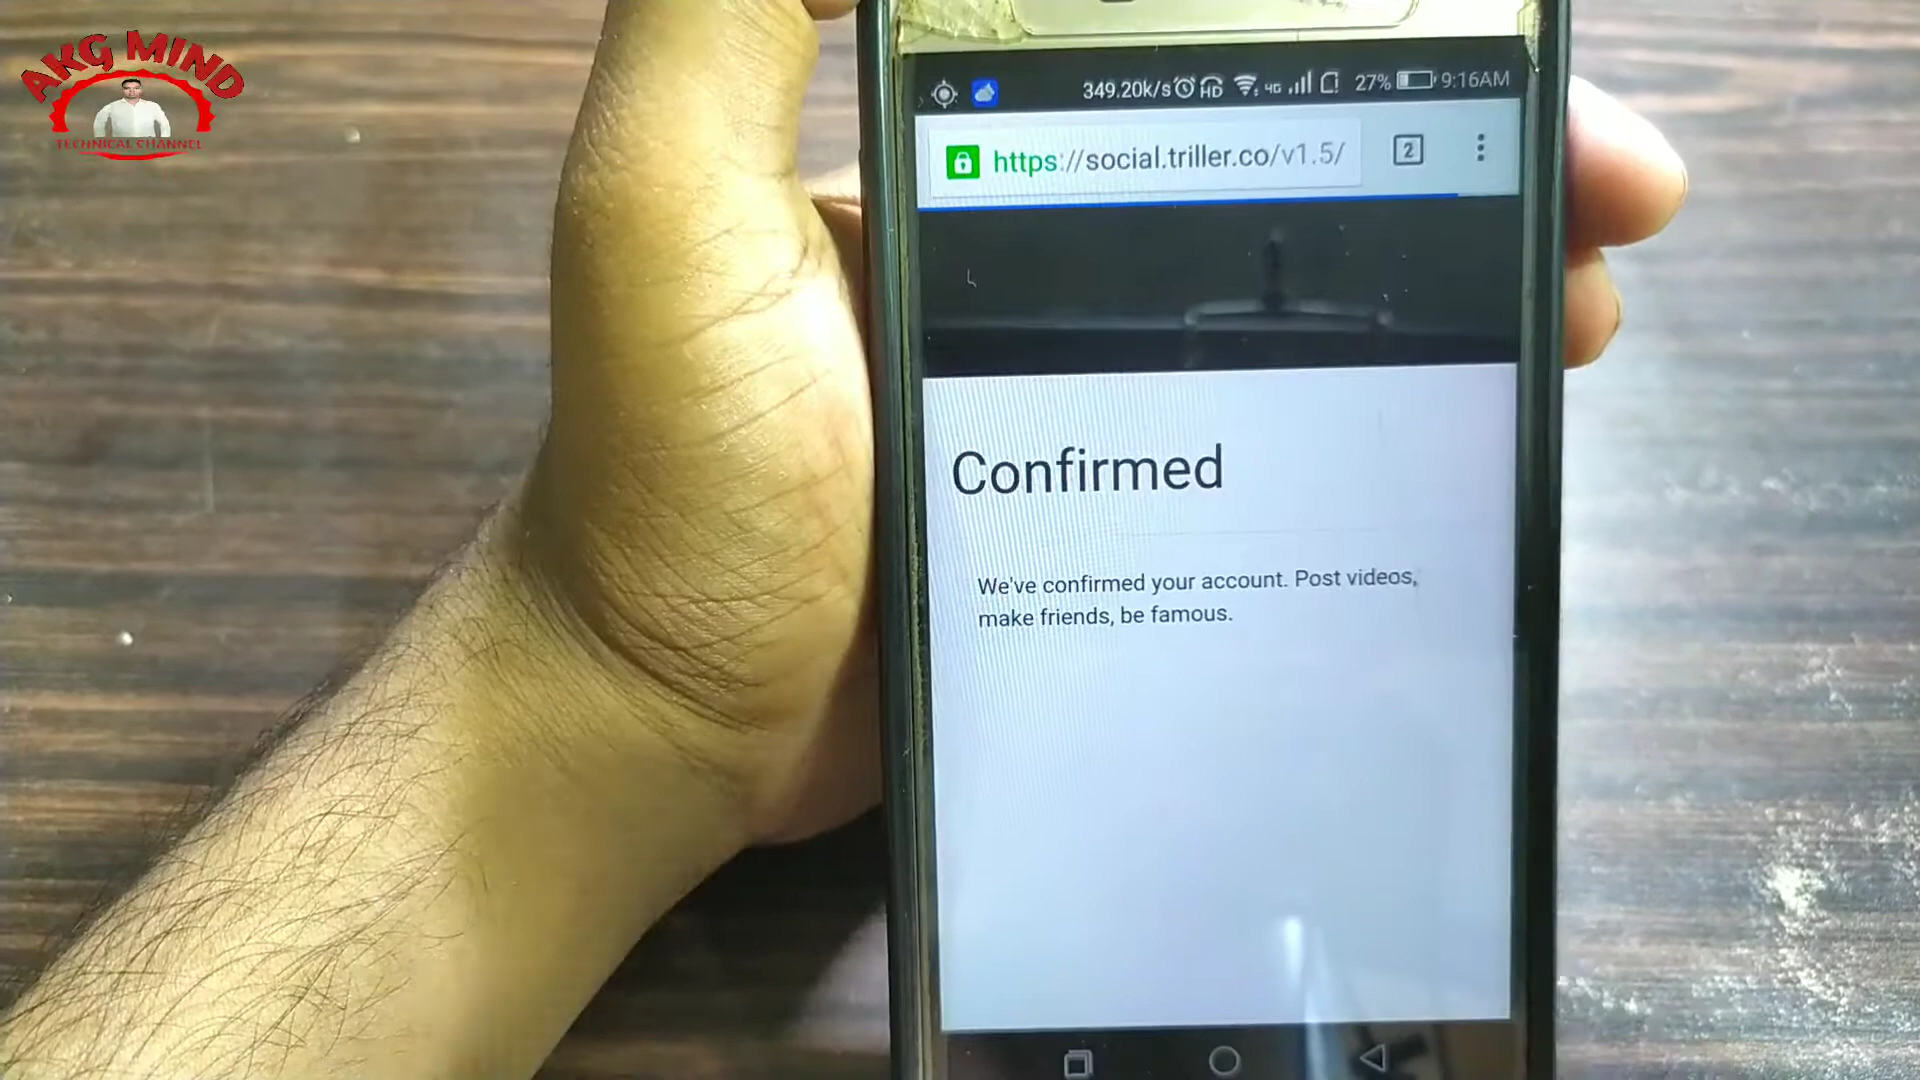 AKG MIND
TECHNICAL CHANNEL
349.20k/s HD 4G 27% 9:16AM
https://social.triller.co/v1.5/ 2
Confirmed
We've confirmed your account. Post videos,
make friends, be famous.